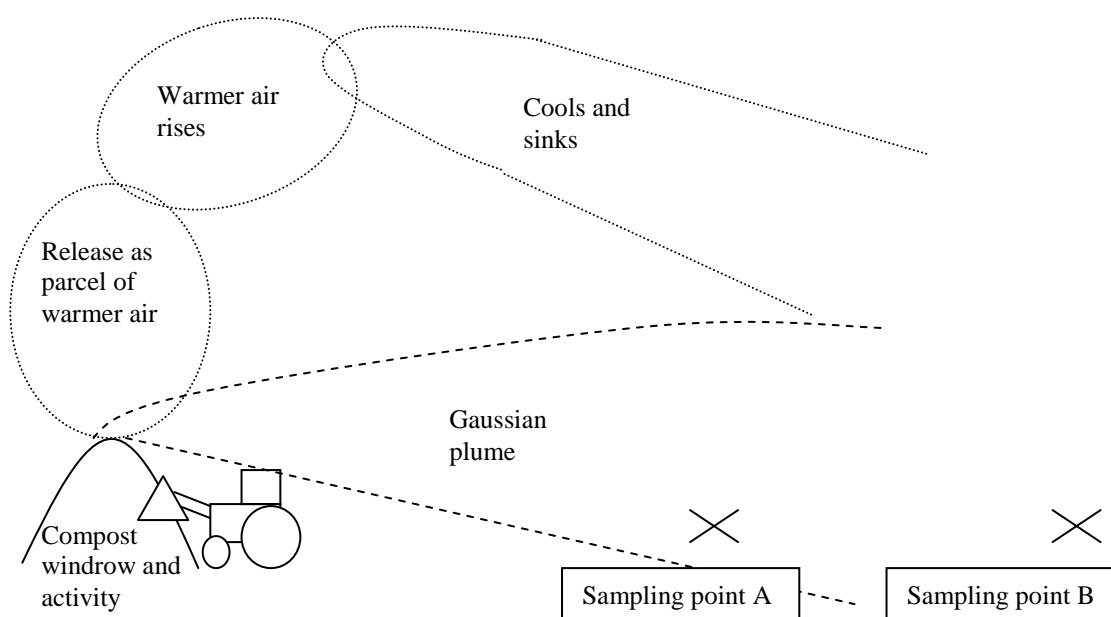 Warmer air
rises
Cools and
sinks
Release as
parcel of
warmer air
Gaussian
plume
Compost
windrow and
activity
Sampling point A
Sampling point B